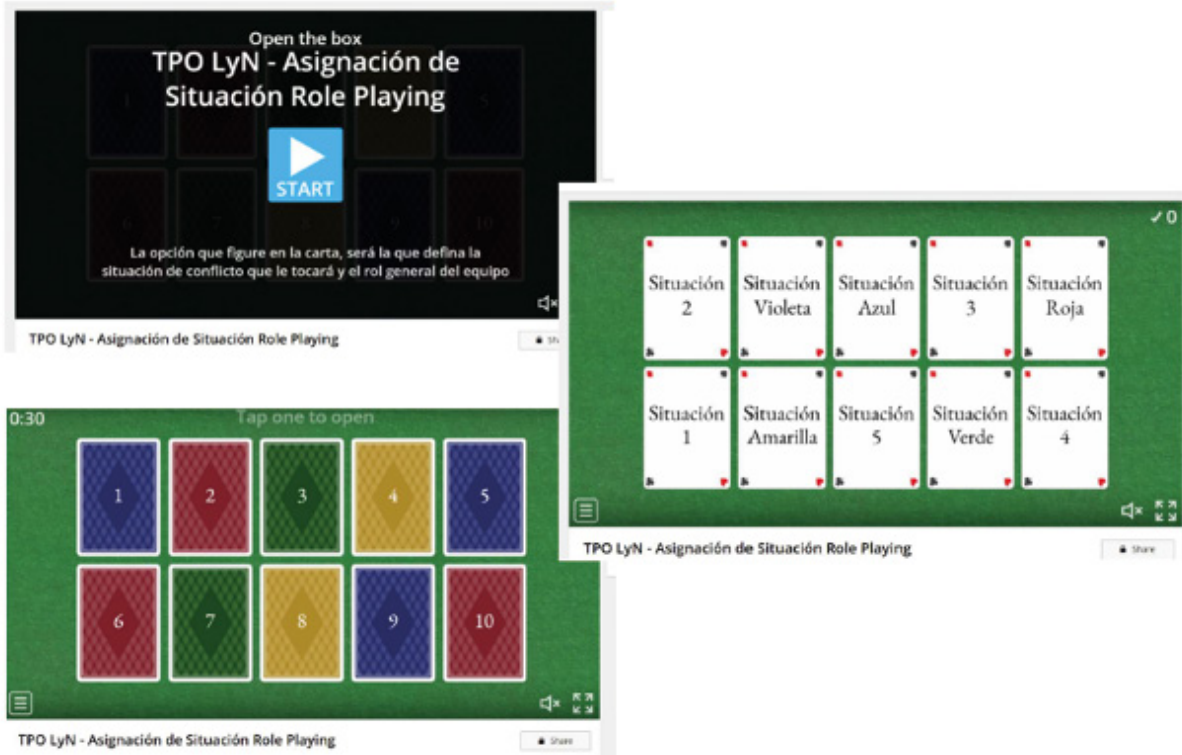 Open the box
TPO LyN - Asignación de
Situación Role Playing
START
La opción que figure en la carta, será la que defina la
situación de conflicto que le tocará y el rol general del equipo
TPO LyN - Asignación de Situación Role Playing
✓ 0
Situación 2
Situación Violeta
Situación Azul
Situación 3
Situación Roja
Situación 1
Situación Amarilla
Situación 5
Situación Verde
Situación 4
TPO LyN - Asignación de Situación Role Playing
Share
0:30
Tap one to open
1
2
3
4
5
6
7
8
9
10
TPO LyN - Asignación de Situación Role Playing
Share